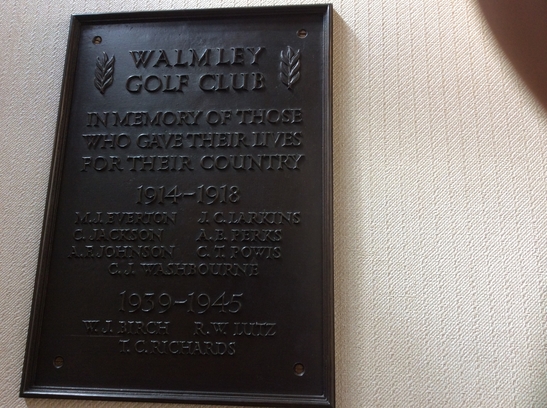 WALMLEY
GOLF CLUB
IN MEMORY OF THOSE
WHO GAVE THEIR LIVES
FOR THEIR COUNTRY
1914-1918
M.J. EVERTON J.C. LARKINS
C. JACKSON A.E. PERKS
A.P. JOHNSON C.T. POWIS
C.J. WASHBOURNE
1939-1945
W.J. BIRCH R.W. LUTZ
T.C. RICHARDS